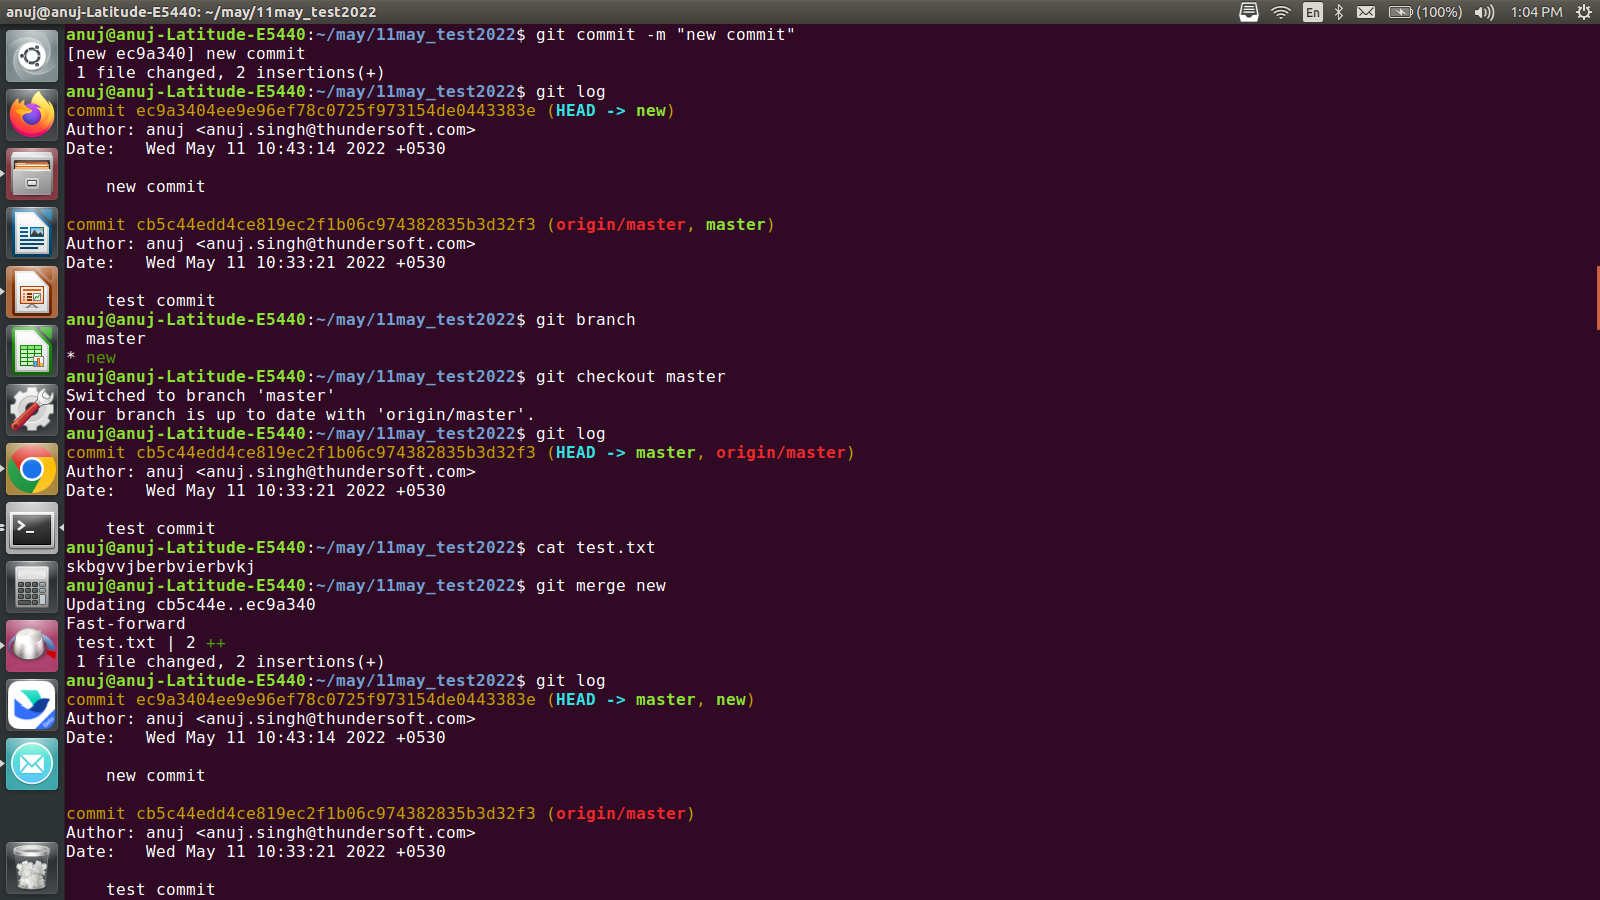 anuj@anuj-Latitude-E5440: ~/may/11may_test2022
En (100%) 1:04 PM
anuj@anuj-Latitude-E5440:~/may/11may_test2022$ git commit -m "new commit"
[new ec9a340] new commit
 1 file changed, 2 insertions(+)
anuj@anuj-Latitude-E5440:~/may/11may_test2022$ git log
commit ec9a3404ee9e96ef78c0725f973154de0443383e (HEAD -> new)
Author: anuj <anuj.singh@thundersoft.com>
Date:   Wed May 11 10:43:14 2022 +0530
    new commit
commit cb5c44edd4ce819ec2f1b06c974382835b3d32f3 (origin/master, master)
Author: anuj <anuj.singh@thundersoft.com>
Date:   Wed May 11 10:33:21 2022 +0530
    test commit
anuj@anuj-Latitude-E5440:~/may/11may_test2022$ git branch
  master
* new
anuj@anuj-Latitude-E5440:~/may/11may_test2022$ git checkout master
Switched to branch 'master'
Your branch is up to date with 'origin/master'.
anuj@anuj-Latitude-E5440:~/may/11may_test2022$ git log
commit cb5c44edd4ce819ec2f1b06c974382835b3d32f3 (HEAD -> master, origin/master)
Author: anuj <anuj.singh@thundersoft.com>
Date:   Wed May 11 10:33:21 2022 +0530
    test commit
anuj@anuj-Latitude-E5440:~/may/11may_test2022$ cat test.txt
skbgvvjberbvierbvkj
anuj@anuj-Latitude-E5440:~/may/11may_test2022$ git merge new
Updating cb5c44e..ec9a340
Fast-forward
 test.txt | 2 ++
 1 file changed, 2 insertions(+)
anuj@anuj-Latitude-E5440:~/may/11may_test2022$ git log
commit ec9a3404ee9e96ef78c0725f973154de0443383e (HEAD -> master, new)
Author: anuj <anuj.singh@thundersoft.com>
Date:   Wed May 11 10:43:14 2022 +0530
    new commit
commit cb5c44edd4ce819ec2f1b06c974382835b3d32f3 (origin/master)
Author: anuj <anuj.singh@thundersoft.com>
Date:   Wed May 11 10:33:21 2022 +0530
    test commit